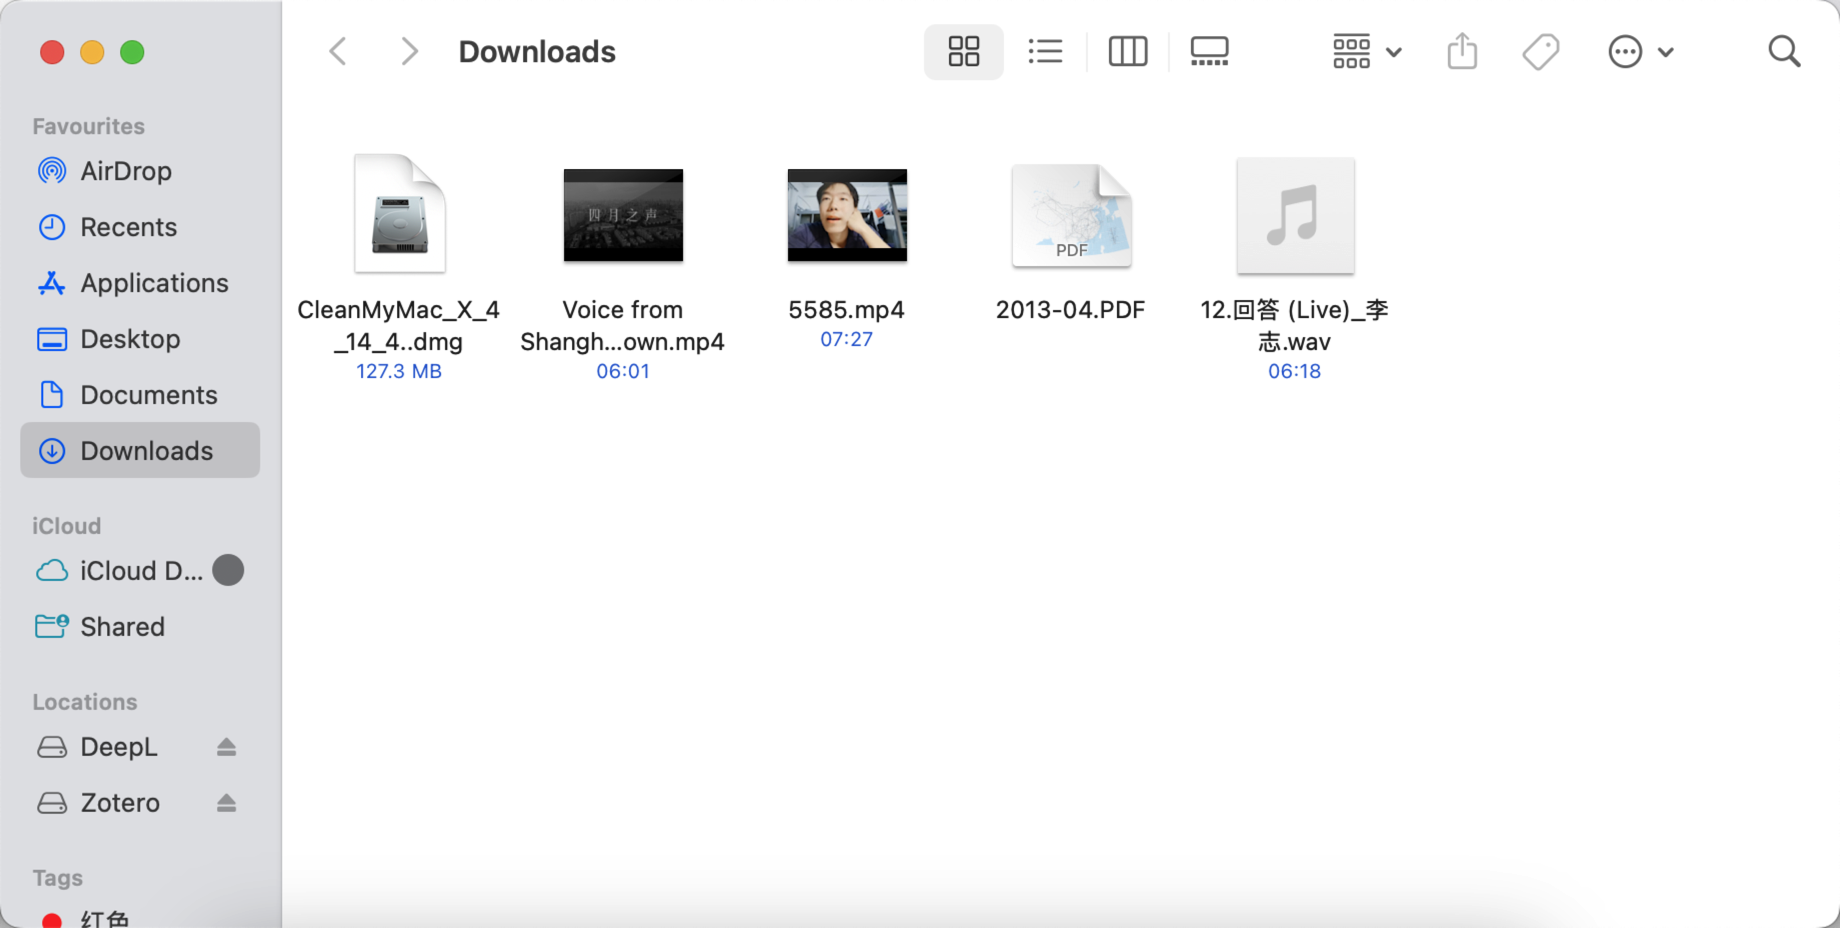 Downloads
Favourites
AirDrop
Recents
Applications
Desktop
Documents
Downloads
iCloud
iCloud D...
Shared
Locations
DeepL
Zotero
Tags
红色
四月之声
PDF
CleanMyMac_X_4
_14_4..dmg
127.3 MB
Voice from
Shangh...own.mp4
06:01
5585.mp4
07:27
2013-04.PDF
12.回答 (Live)_李
志.wav
06:18